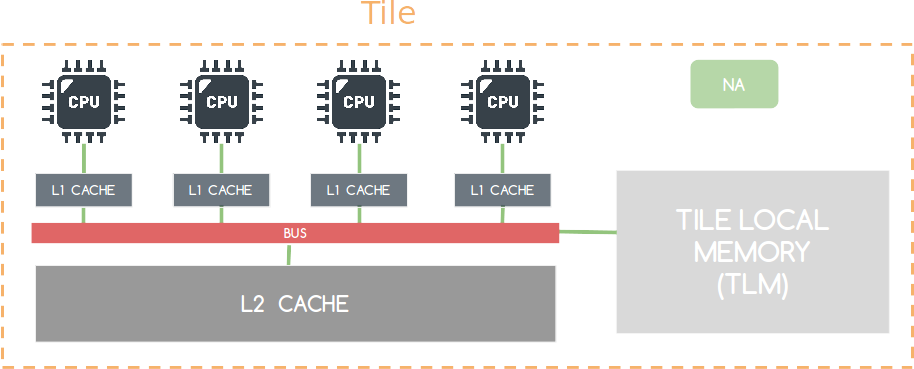 Tile
CPU
CPU
CPU
CPU
NA
L1 CACHE
L1 CACHE
L1 CACHE
L1 CACHE
BUS
TILE LOCAL
MEMORY
(TLM)
L2 CACHE